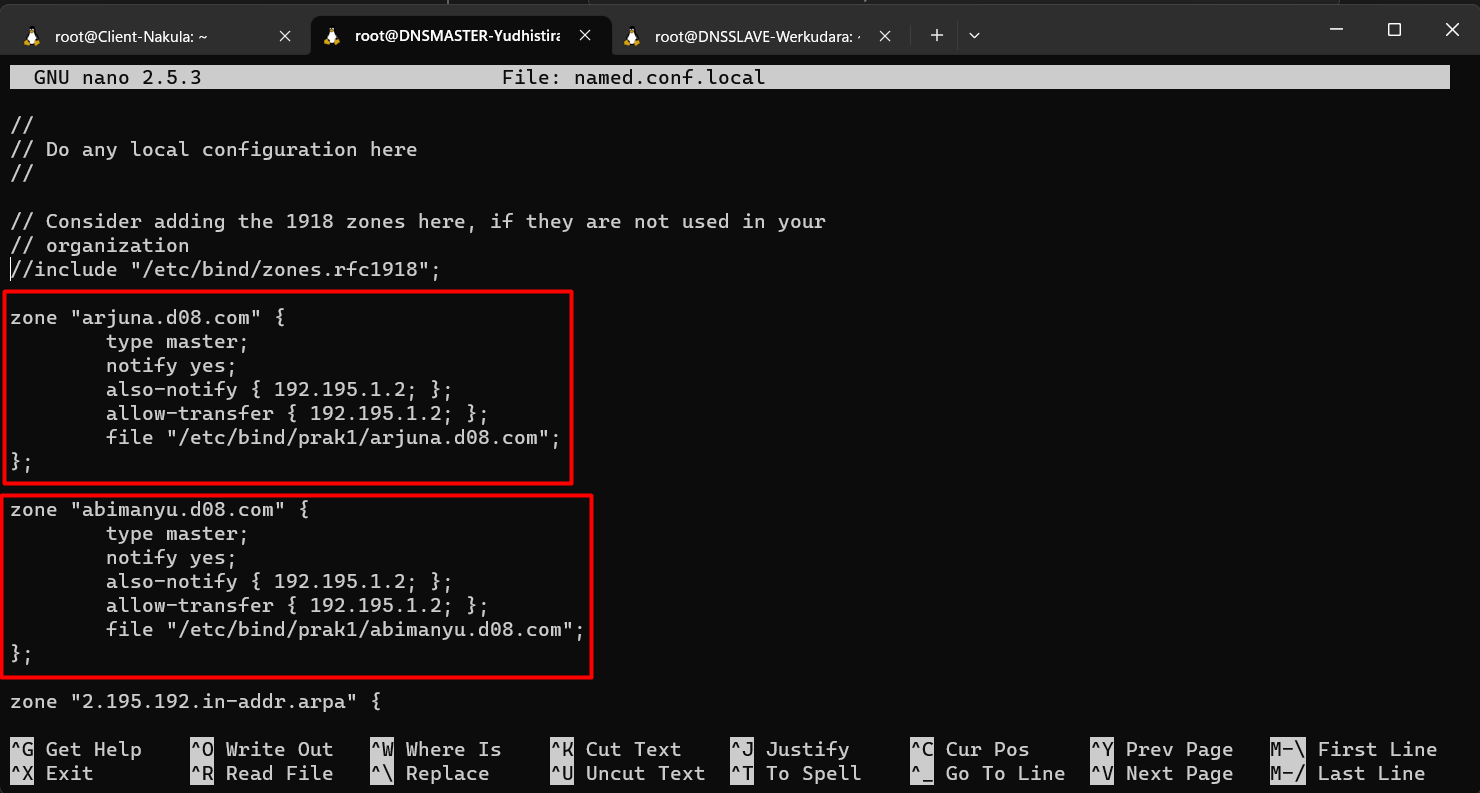 root@Client-Nakula: ~
root@DNSMASTER-Yudhistira
root@DNSSLAVE-Werkudara: ~
GNU nano 2.5.3 File: named.conf.local
//
// Do any local configuration here
//
// Consider adding the 1918 zones here, if they are not used in your
// organization
//include "/etc/bind/zones.rfc1918";
zone "arjuna.d08.com" {
        type master;
        notify yes;
        also-notify { 192.195.1.2; };
        allow-transfer { 192.195.1.2; };
        file "/etc/bind/prak1/arjuna.d08.com";
};
zone "abimanyu.d08.com" {
        type master;
        notify yes;
        also-notify { 192.195.1.2; };
        allow-transfer { 192.195.1.2; };
        file "/etc/bind/prak1/abimanyu.d08.com";
};
zone "2.195.192.in-addr.arpa" {
^G Get Help ^O Write Out ^W Where Is ^K Cut Text ^J Justify ^C Cur Pos ^Y Prev Page M-\ First Line
^X Exit ^R Read File ^\ Replace ^U Uncut Text ^T To Spell ^_ Go To Line ^V Next Page M-/ Last Line